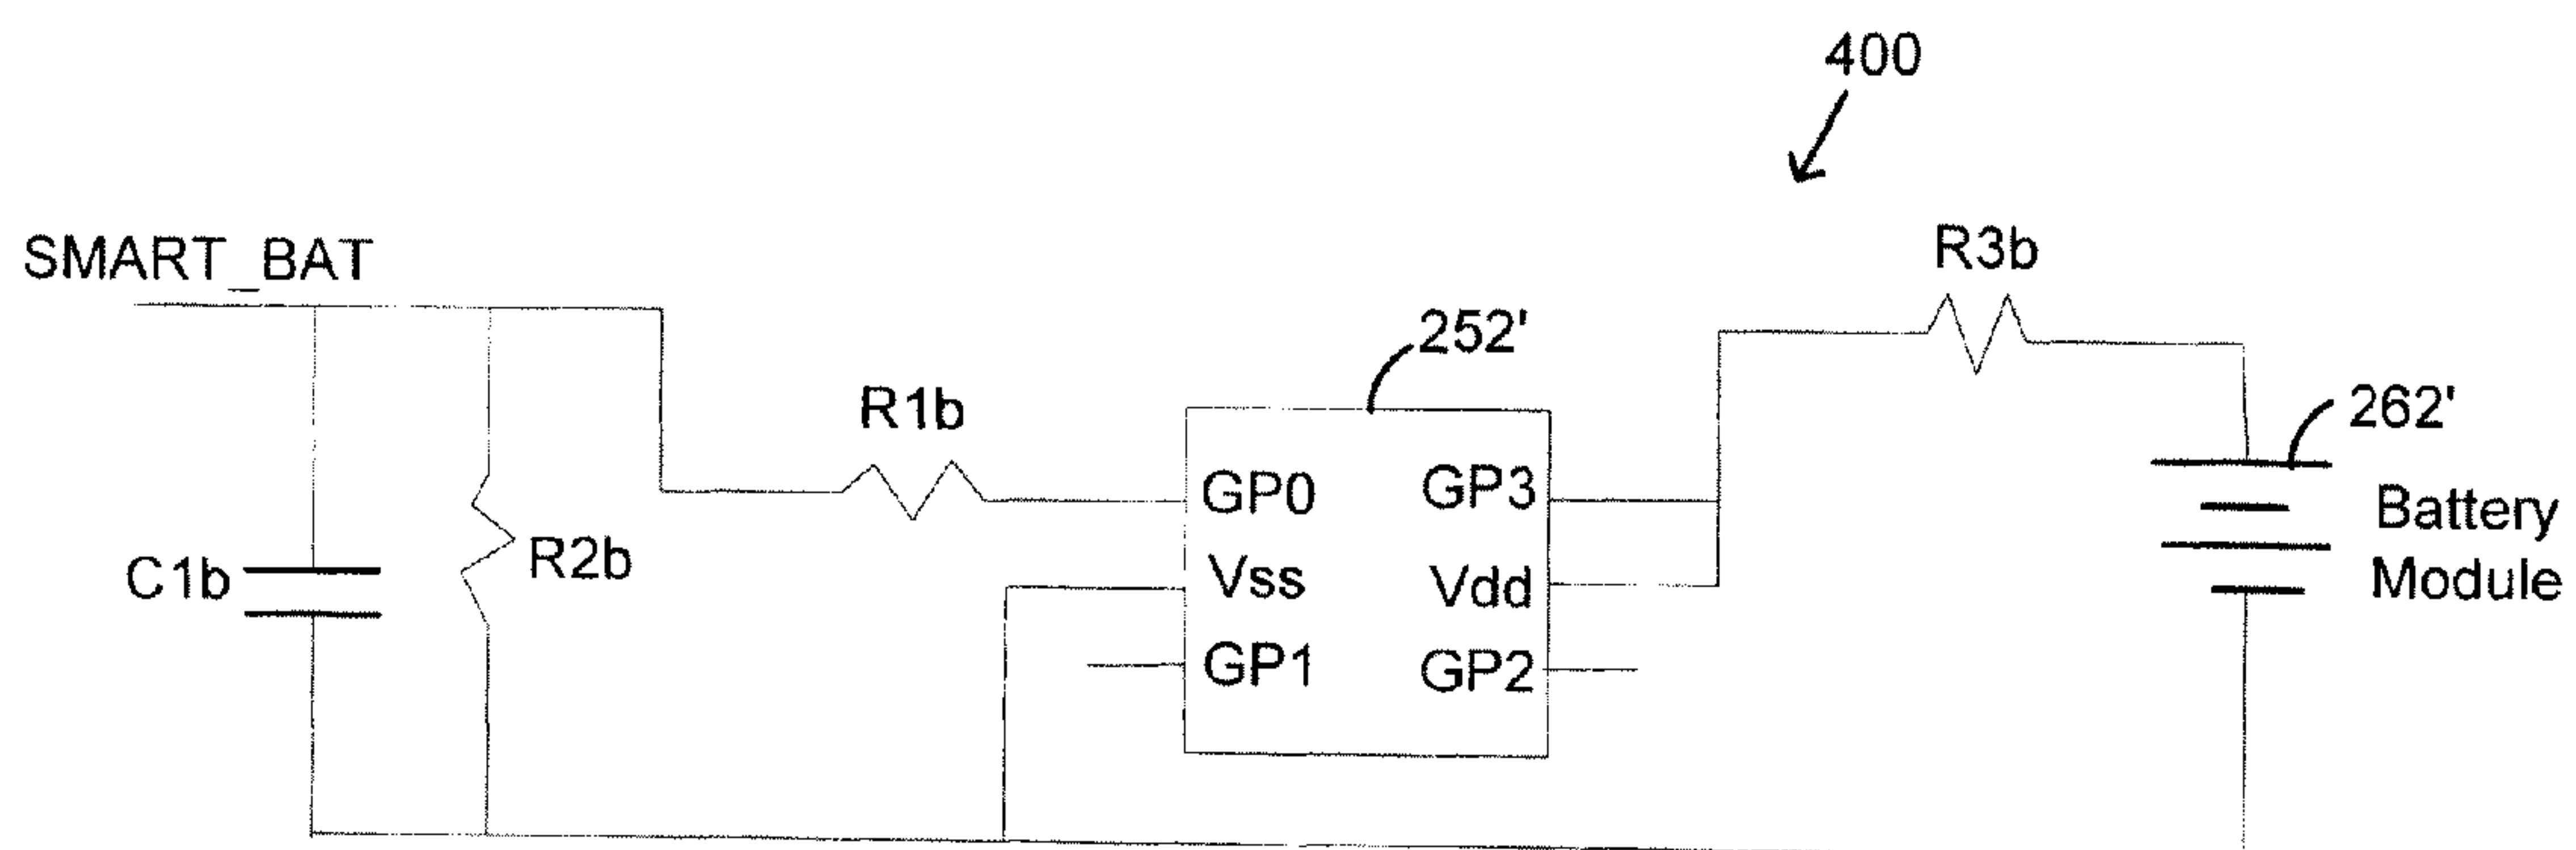 400
SMART_BAT
R3b
252'
R1b
262'
GP0
GP3
Battery
Module
C1b
R2b
Vss
Vdd
GP1
GP2